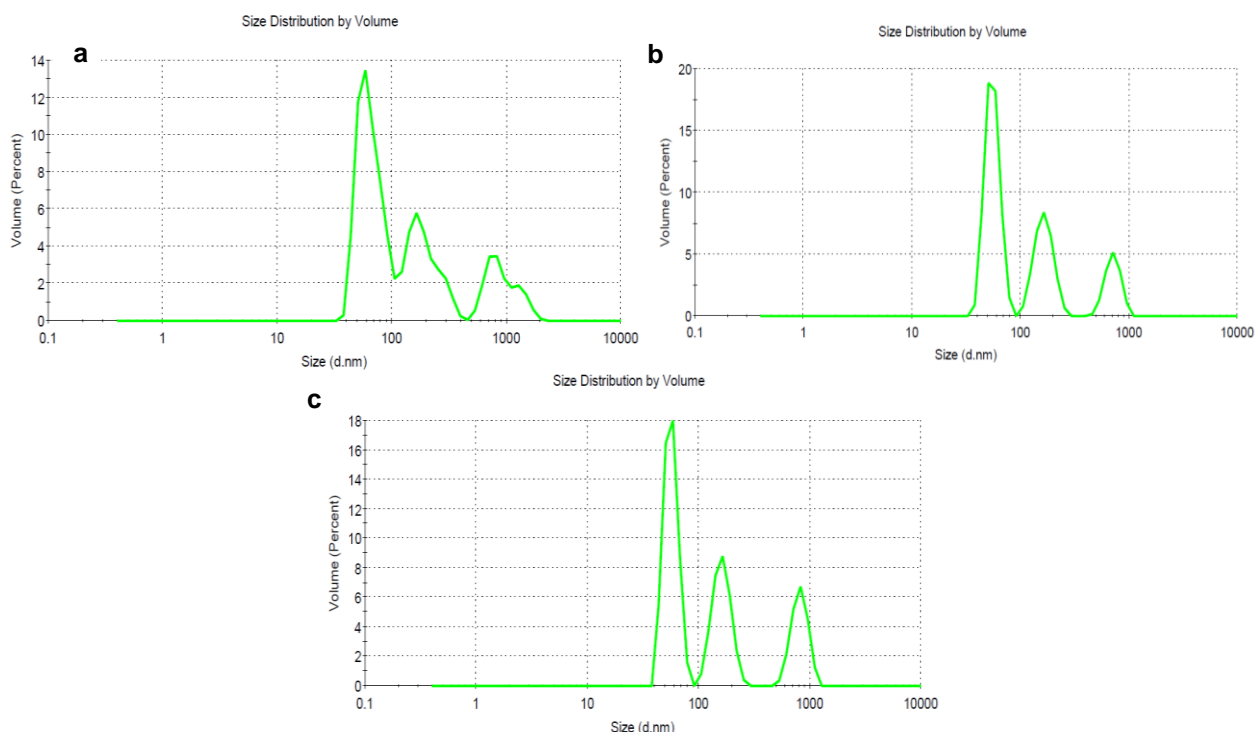 Size Distribution by Volume
a
14
12
10
8
6
4
2
0
Volume (Percent)
0.1 1 10 100 1000 10000
Size (d.nm)
Size Distribution by Volume
b
20
15
10
5
0
Volume (Percent)
0.1 1 10 100 1000 10000
Size (d.nm)
Size Distribution by Volume
c
18
16
14
12
10
8
6
4
2
0
Volume (Percent)
0.1 1 10 100 1000 10000
Size (d.nm)